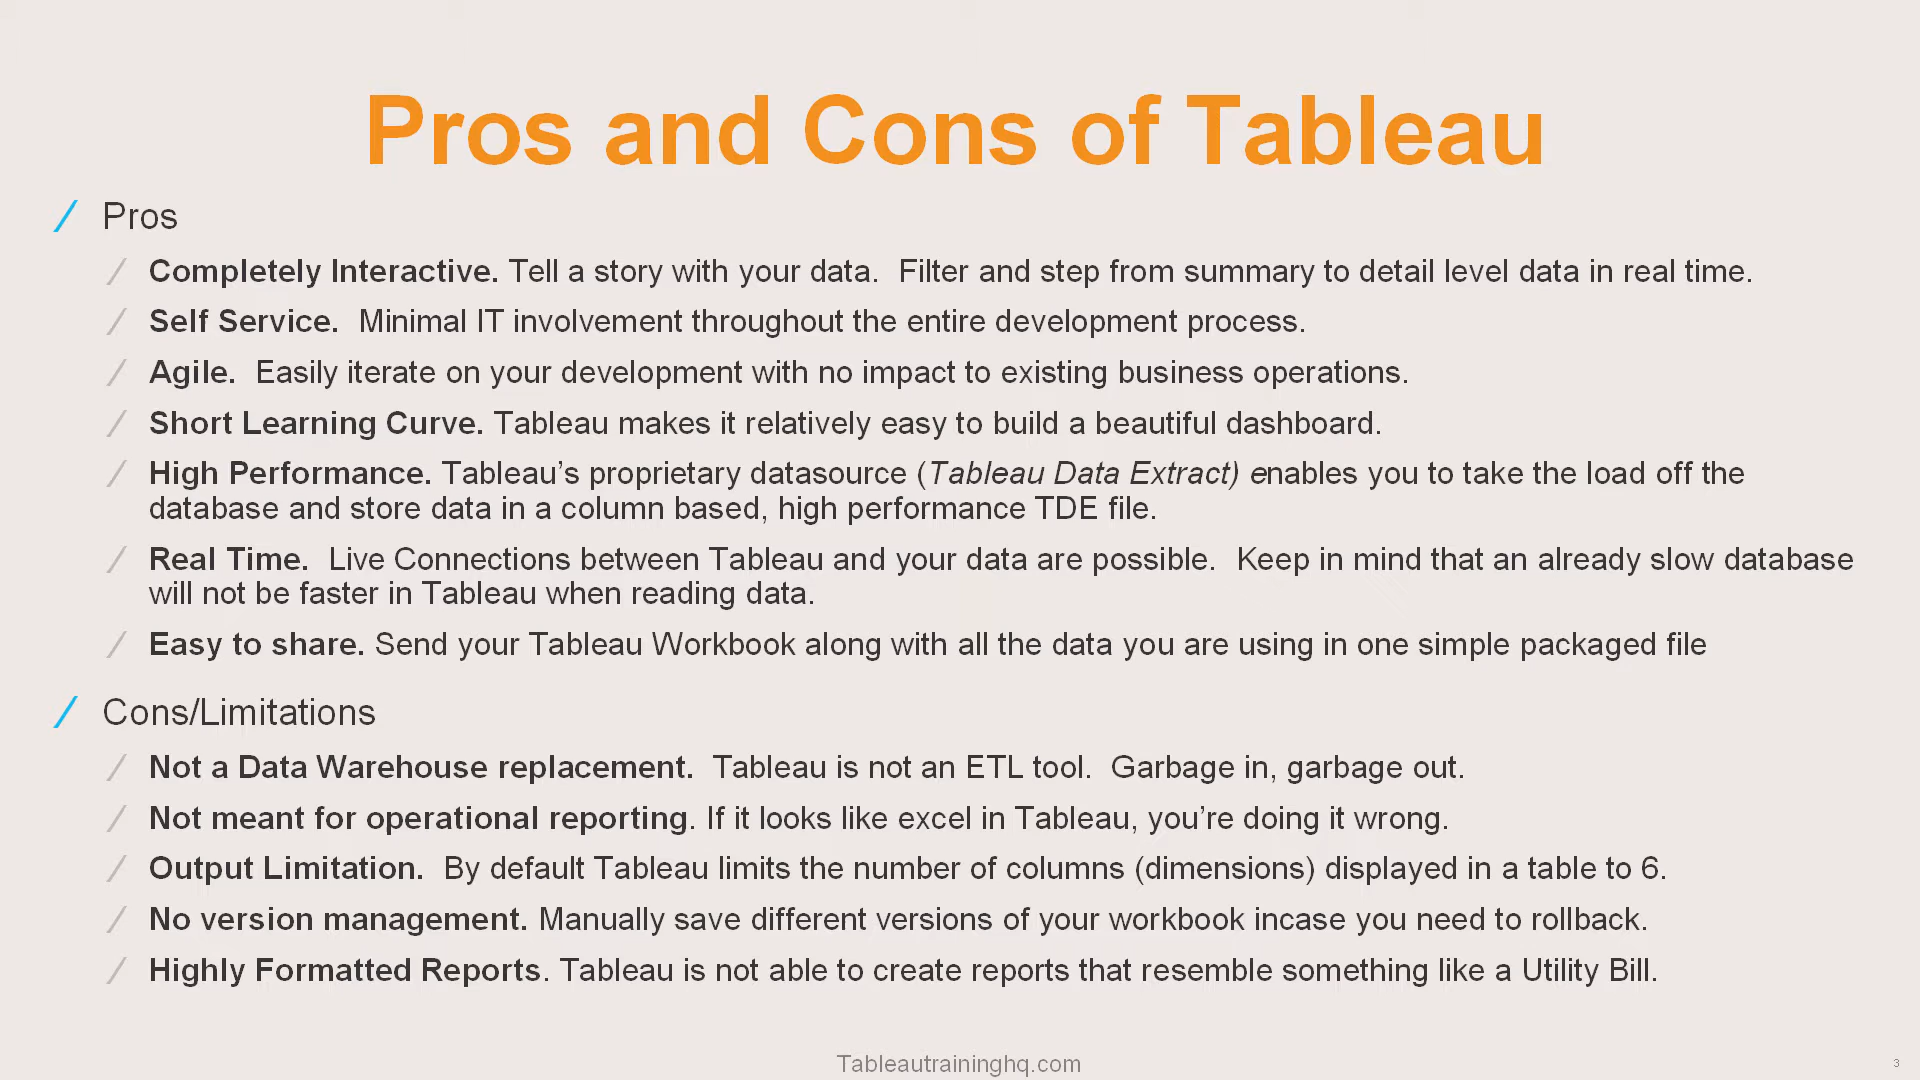 Pros and Cons of Tableau
Pros
Completely Interactive. Tell a story with your data.  Filter and step from summary to detail level data in real time.
Self Service.  Minimal IT involvement throughout the entire development process.
Agile.  Easily iterate on your development with no impact to existing business operations.
Short Learning Curve. Tableau makes it relatively easy to build a beautiful dashboard.
High Performance. Tableau’s proprietary datasource (Tableau Data Extract) enables you to take the load off the
database and store data in a column based, high performance TDE file.
Real Time.  Live Connections between Tableau and your data are possible.  Keep in mind that an already slow database
will not be faster in Tableau when reading data.
Easy to share. Send your Tableau Workbook along with all the data you are using in one simple packaged file
Cons/Limitations
Not a Data Warehouse replacement.  Tableau is not an ETL tool.  Garbage in, garbage out.
Not meant for operational reporting. If it looks like excel in Tableau, you’re doing it wrong.
Output Limitation.  By default Tableau limits the number of columns (dimensions) displayed in a table to 6.
No version management. Manually save different versions of your workbook incase you need to rollback.
Highly Formatted Reports. Tableau is not able to create reports that resemble something like a Utility Bill.
Tableautraininghq.com
3